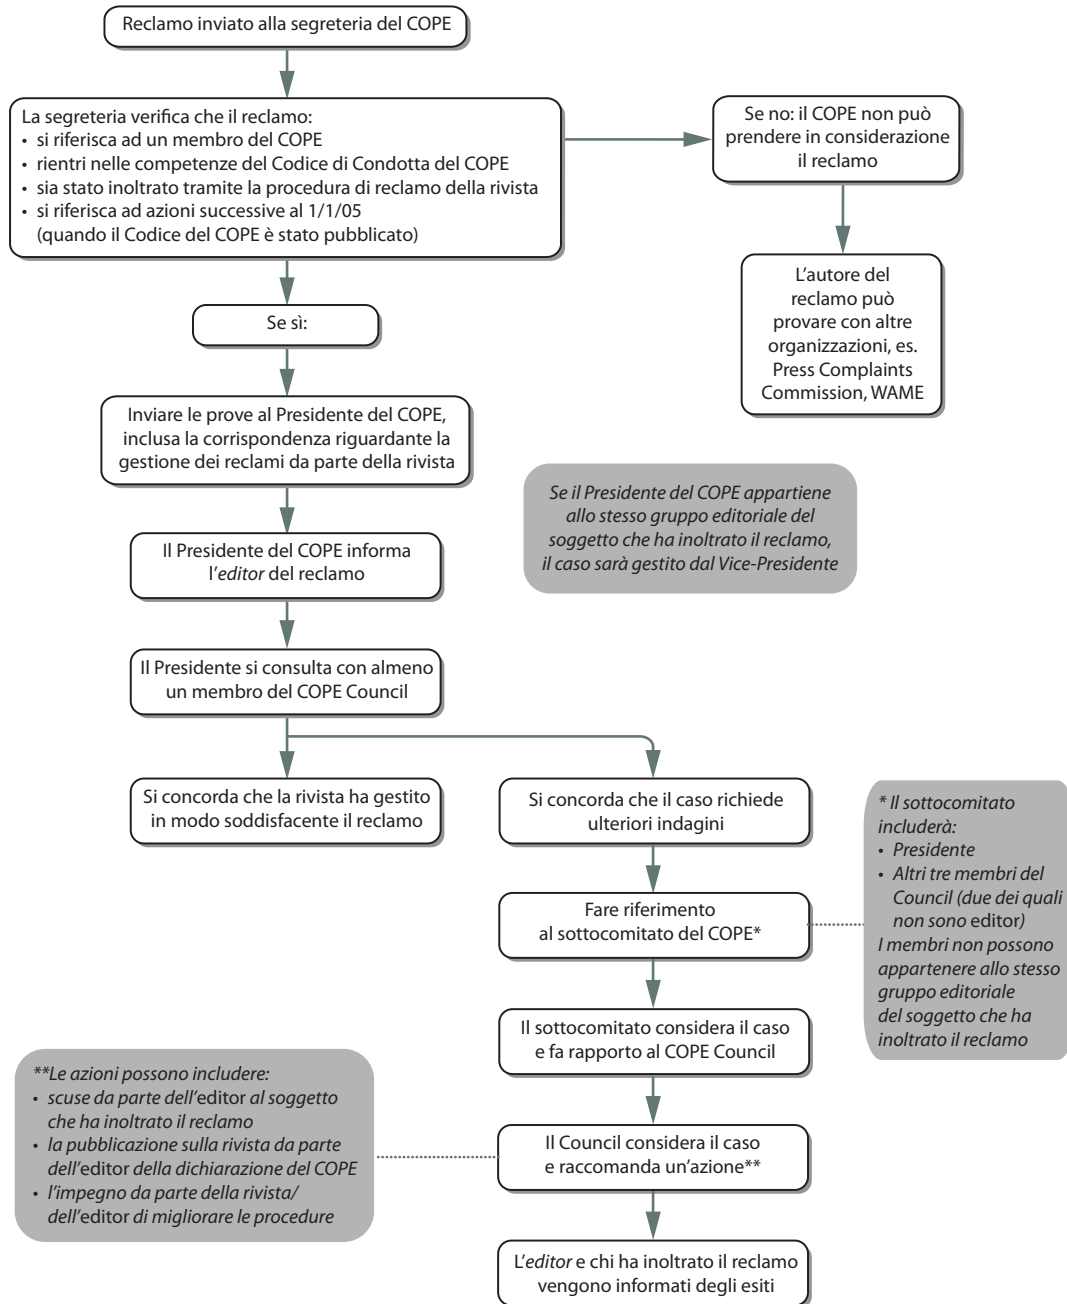 Reclamo inviato alla segreteria del COPE
La segreteria verifica che il reclamo:
• si riferisca ad un membro del COPE
• rientri nelle competenze del Codice di Condotta del COPE
• sia stato inoltrato tramite la procedura di reclamo della rivista
• si riferisca ad azioni successive al 1/1/05
(quando il Codice del COPE è stato pubblicato)
Se no: il COPE non può
prendere in considerazione
il reclamo
L'autore del
reclamo può
provare con altre
organizzazioni, es.
Press Complaints
Commission, WAME
Se sì:
Inviare le prove al Presidente del COPE,
inclusa la corrispondenza riguardante la
gestione dei reclami da parte della rivista
Se il Presidente del COPE appartiene
allo stesso gruppo editoriale del
soggetto che ha inoltrato il reclamo,
il caso sarà gestito dal Vice-Presidente
Il Presidente del COPE informa
l'editor del reclamo
Il Presidente si consulta con almeno
un membro del COPE Council
Si concorda che la rivista ha gestito
in modo soddisfacente il reclamo
Si concorda che il caso richiede
ulteriori indagini
Fare riferimento
al sottocomitato del COPE*
* Il sottocomitato
includerà:
• Presidente
• Altri tre membri del
Council (due dei quali
non sono editor)
I membri non possono
appartenere allo stesso
gruppo editoriale
del soggetto che ha
inoltrato il reclamo
Il sottocomitato considera il caso
e fa rapporto al COPE Council
**Le azioni possono includere:
• scuse da parte dell'editor al soggetto
che ha inoltrato il reclamo
• la pubblicazione sulla rivista da parte
dell'editor della dichiarazione del COPE
• l'impegno da parte della rivista/
dell'editor di migliorare le procedure
Il Council considera il caso
e raccomanda un'azione**
L'editor e chi ha inoltrato il reclamo
vengono informati degli esiti